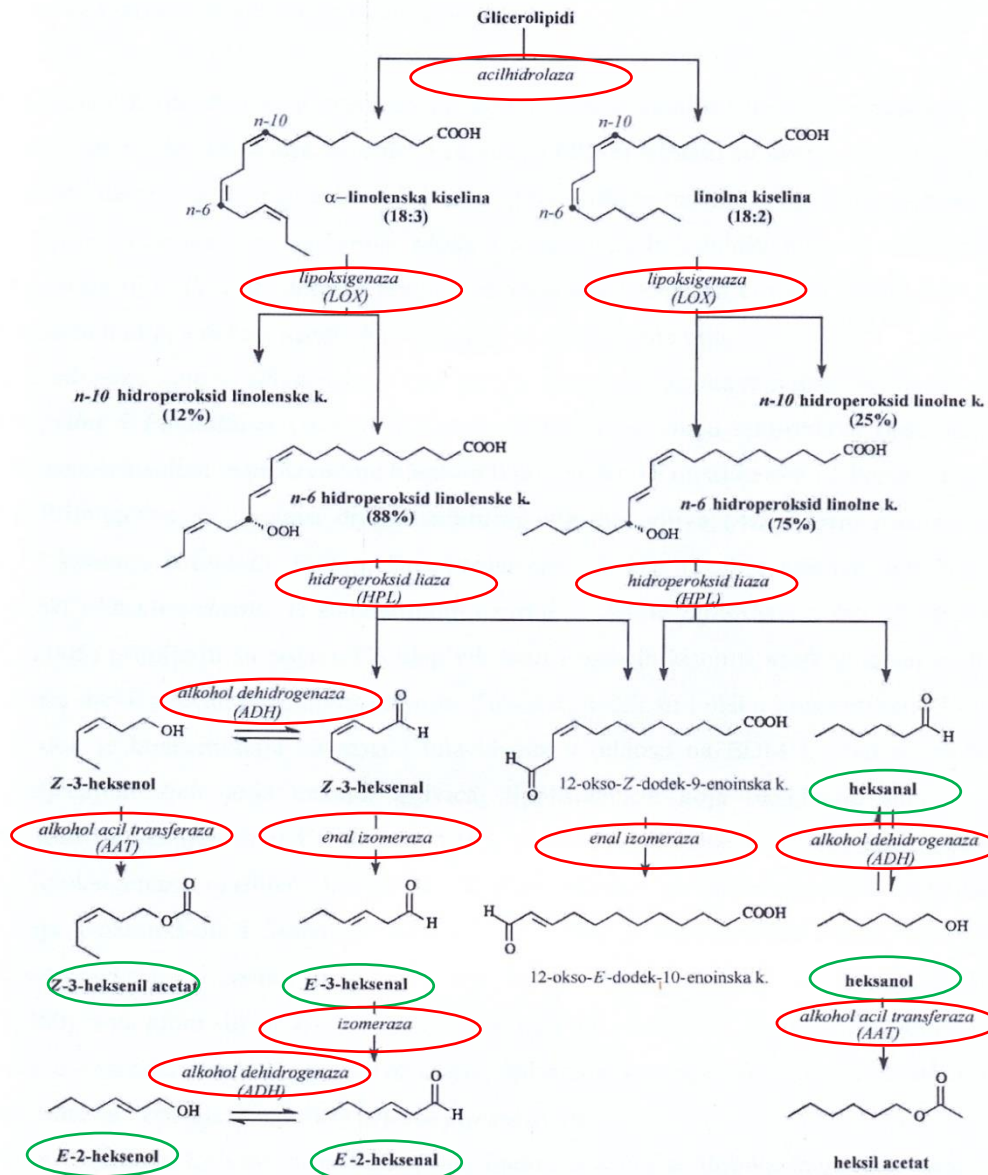 Glicerolipidi
acilhidrolaza
n-10
COOH
n-6
α–linolenska kiselina
(18:3)
n-10
COOH
n-6
linolna kiselina
(18:2)
lipoksigenaza
(LOX)
lipoksigenaza
(LOX)
n-10 hidroperoksid linolenske k.
(12%)
n-10 hidroperoksid linolne k.
(25%)
COOH
n-6 hidroperoksid linolenske k.
(88%)
OOH
COOH
n-6 hidroperoksid linolne k.
(75%)
OOH
hidroperoksid liaza
(HPL)
hidroperoksid liaza
(HPL)
alkohol dehidrogenaza
(ADH)
OH
Z-3-heksenol
O
H
Z-3-heksenal
COOH
H
O
12-okso-Z-dodek-9-enoinska k.
O
H
heksanal
alkohol acil transferaza
(AAT)
enal izomeraza
enal izomeraza
alkohol dehidrogenaza
(ADH)
O
O
Z-3-heksenil acetat
O
H
E-3-heksenal
H
O
COOH
12-okso-E-dodek-10-enoinska k.
OH
heksanol
izomeraza
alkohol acil transferaza
(AAT)
alkohol dehidrogenaza
(ADH)
OH
E-2-heksenol
O
H
E-2-heksenal
O
O
heksil acetat